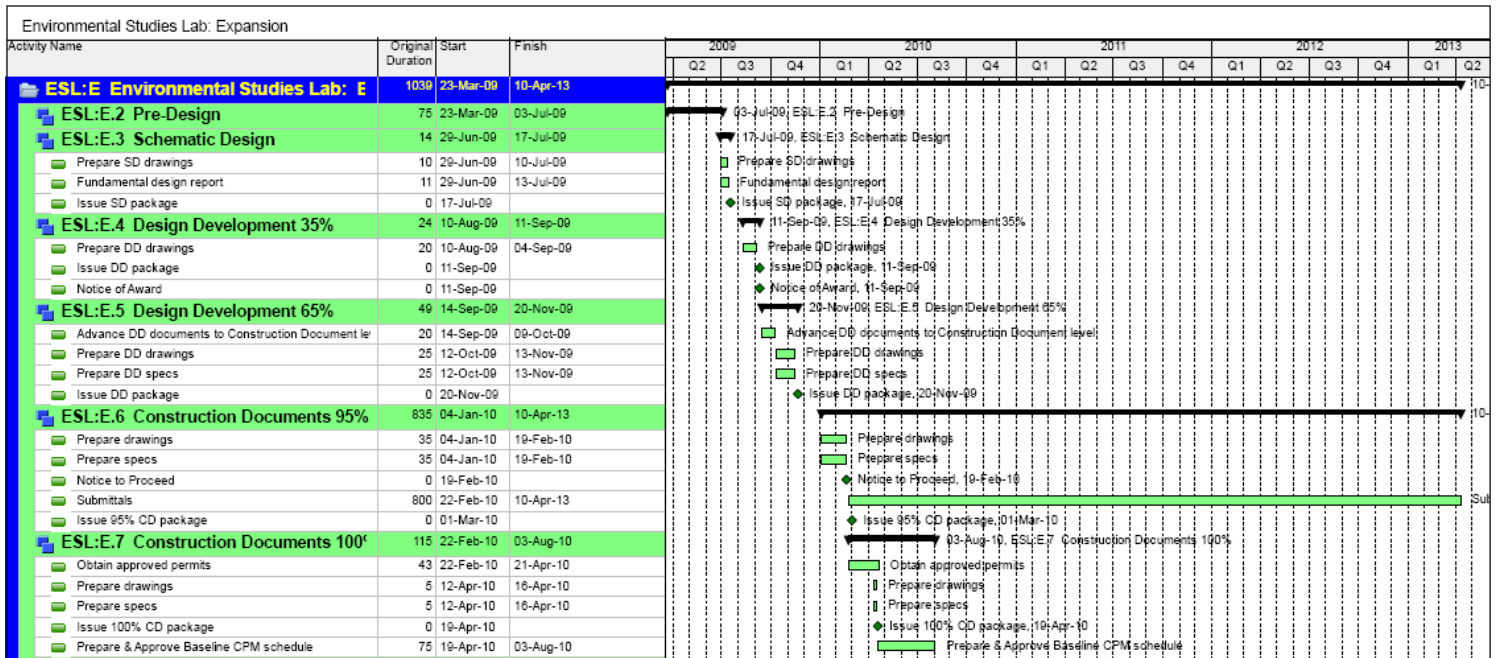 Environmental Studies Lab: Expansion
Activity Name Original Duration Start Finish 2009 2010 2011 2012 2013
Q2 Q3 Q4 Q1 Q2 Q3 Q4 Q1 Q2 Q3 Q4 Q1 Q2 Q3 Q4 Q1 Q2
ESL:E Environmental Studies Lab: E 1039 23-Mar-09 10-Apr-13 10-
ESL:E.2 Pre-Design 75 23-Mar-09 03-Jul-09 03-Jul-09, ESL:E.2 Pre-Design
ESL:E.3 Schematic Design 14 29-Jun-09 17-Jul-09 17-Jul-09, ESL:E.3 Schematic Design
Prepare SD drawings 10 29-Jun-09 10-Jul-09 Prepare SD drawings
Fundamental design report 11 29-Jun-09 13-Jul-09 Fundamental design report
Issue SD package 0 17-Jul-09 Issue SD package, 17-Jul-09
ESL:E.4 Design Development 35% 24 10-Aug-09 11-Sep-09 11-Sep-09, ESL:E.4 Design Development 35%
Prepare DD drawings 20 10-Aug-09 04-Sep-09 Prepare DD drawings
Issue DD package 0 11-Sep-09 Issue DD package, 11-Sep-09
Notice of Award 0 11-Sep-09 Notice of Award, 11-Sep-09
ESL:E.5 Design Development 65% 49 14-Sep-09 20-Nov-09 20-Nov-09, ESL:E.5 Design Development 65%
Advance DD documents to Construction Document le 20 14-Sep-09 09-Oct-09 Advance DD documents to Construction Document level
Prepare DD drawings 25 12-Oct-09 13-Nov-09 Prepare DD drawings
Prepare DD specs 25 12-Oct-09 13-Nov-09 Prepare DD specs
Issue DD package 0 20-Nov-09 Issue DD package, 20-Nov-09
ESL:E.6 Construction Documents 95% 835 04-Jan-10 10-Apr-13 10-
Prepare drawings 35 04-Jan-10 19-Feb-10 Prepare drawings
Prepare specs 35 04-Jan-10 19-Feb-10 Prepare specs
Notice to Proceed 0 19-Feb-10 Notice to Proceed, 19-Feb-10
Submittals 800 22-Feb-10 10-Apr-13 Sub
Issue 95% CD package 0 01-Mar-10 Issue 95% CD package, 01-Mar-10
ESL:E.7 Construction Documents 100% 115 22-Feb-10 03-Aug-10 03-Aug-10, ESL:E.7 Construction Documents 100%
Obtain approved permits 43 22-Feb-10 21-Apr-10 Obtain approved permits
Prepare drawings 5 12-Apr-10 16-Apr-10 Prepare drawings
Prepare specs 5 12-Apr-10 16-Apr-10 Prepare specs
Issue 100% CD package 0 19-Apr-10 Issue 100% CD package, 19-Apr-10
Prepare & Approve Baseline CPM schedule 75 19-Apr-10 03-Aug-10 Prepare & Approve Baseline CPM schedule